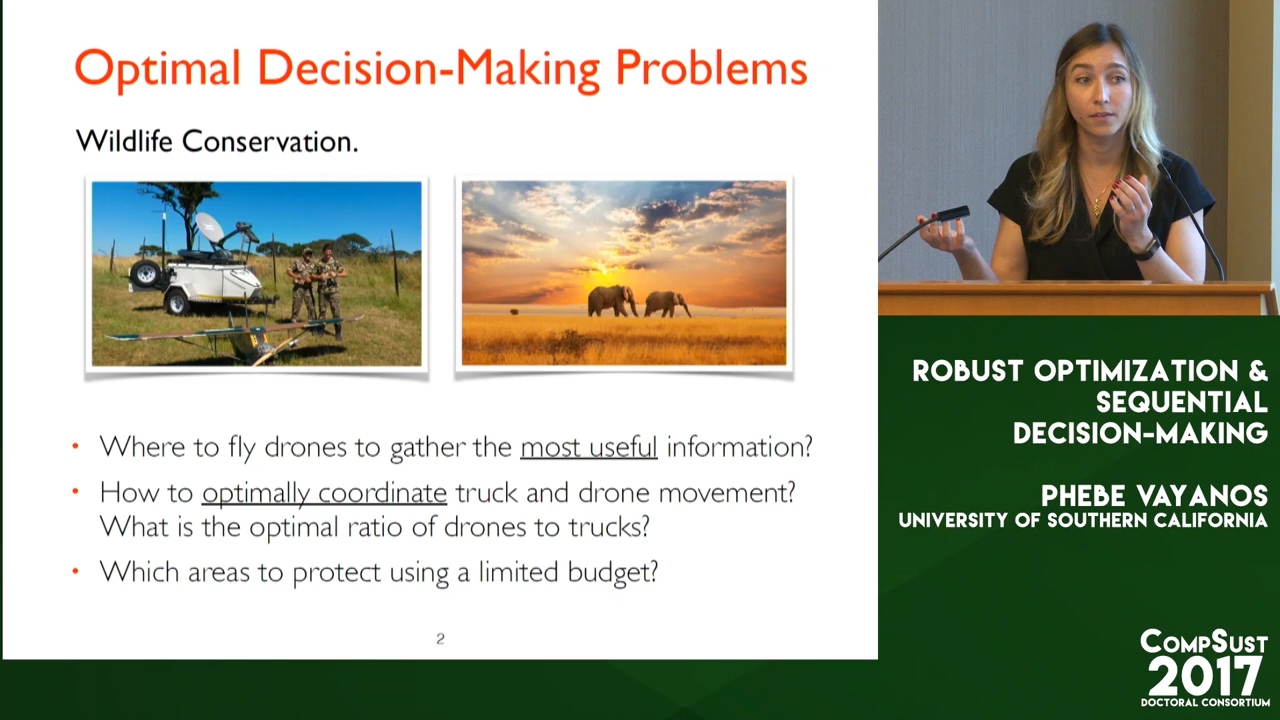 Optimal Decision-Making Problems
Wildlife Conservation.
• Where to fly drones to gather the most useful information?
• How to optimally coordinate truck and drone movement?
What is the optimal ratio of drones to trucks?
• Which areas to protect using a limited budget?
2
ROBUST OPTIMIZATION &
SEQUENTIAL
DECISION-MAKING
PHEBE VAYANOS
UNIVERSITY OF SOUTHERN CALIFORNIA
COMPSUST
2017
DOCTORAL CONSORTIUM